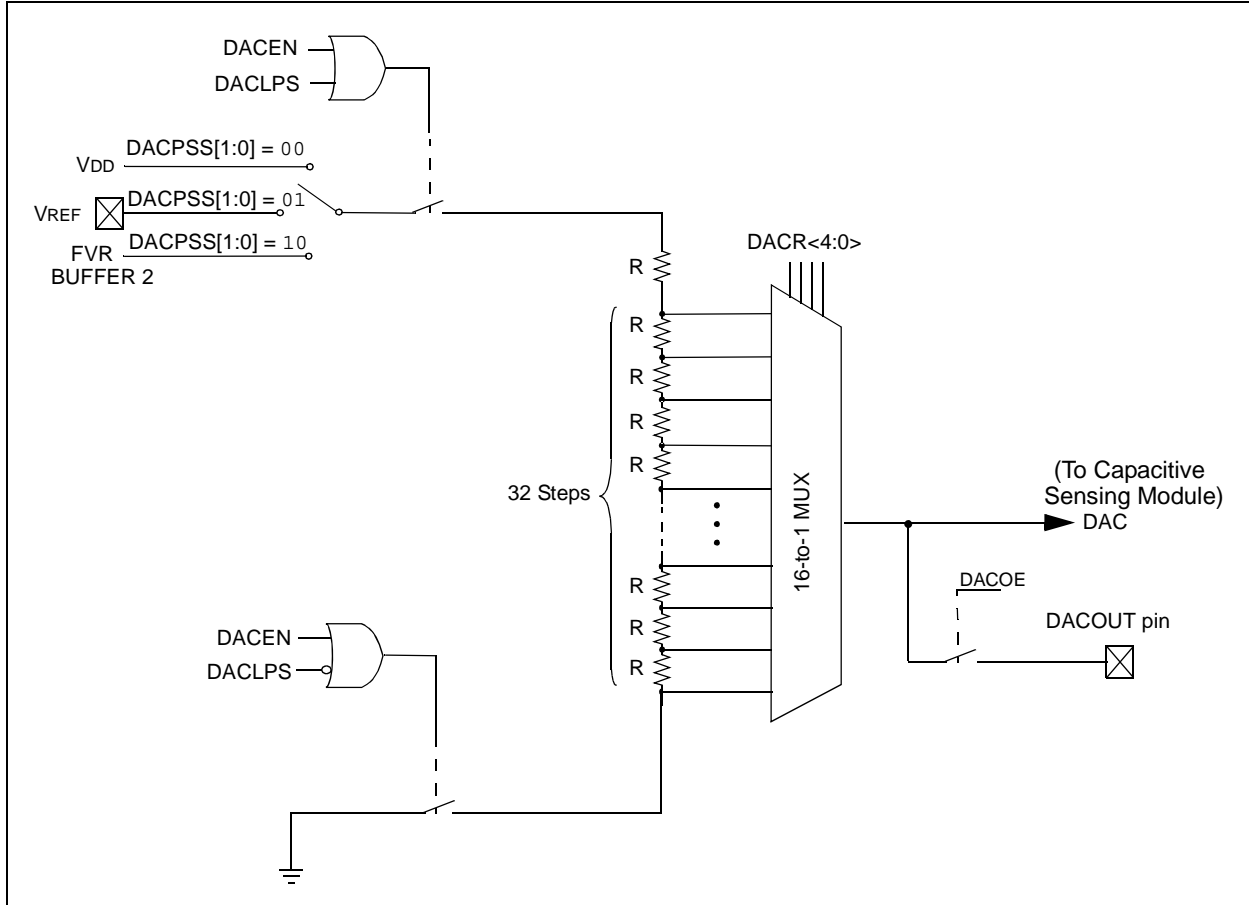 DACEN
DACLPS
VDD
DACPSS[1:0] = 00
VREF
DACPSS[1:0] = 01
FVR
BUFFER 2
DACPSS[1:0] = 10
R
R
R
R
R
32 Steps
R
R
R
DACR<4:0>
16-to-1 MUX
(To Capacitive
Sensing Module)
DAC
DACOE
DACOUT pin
DACEN
DACLPS